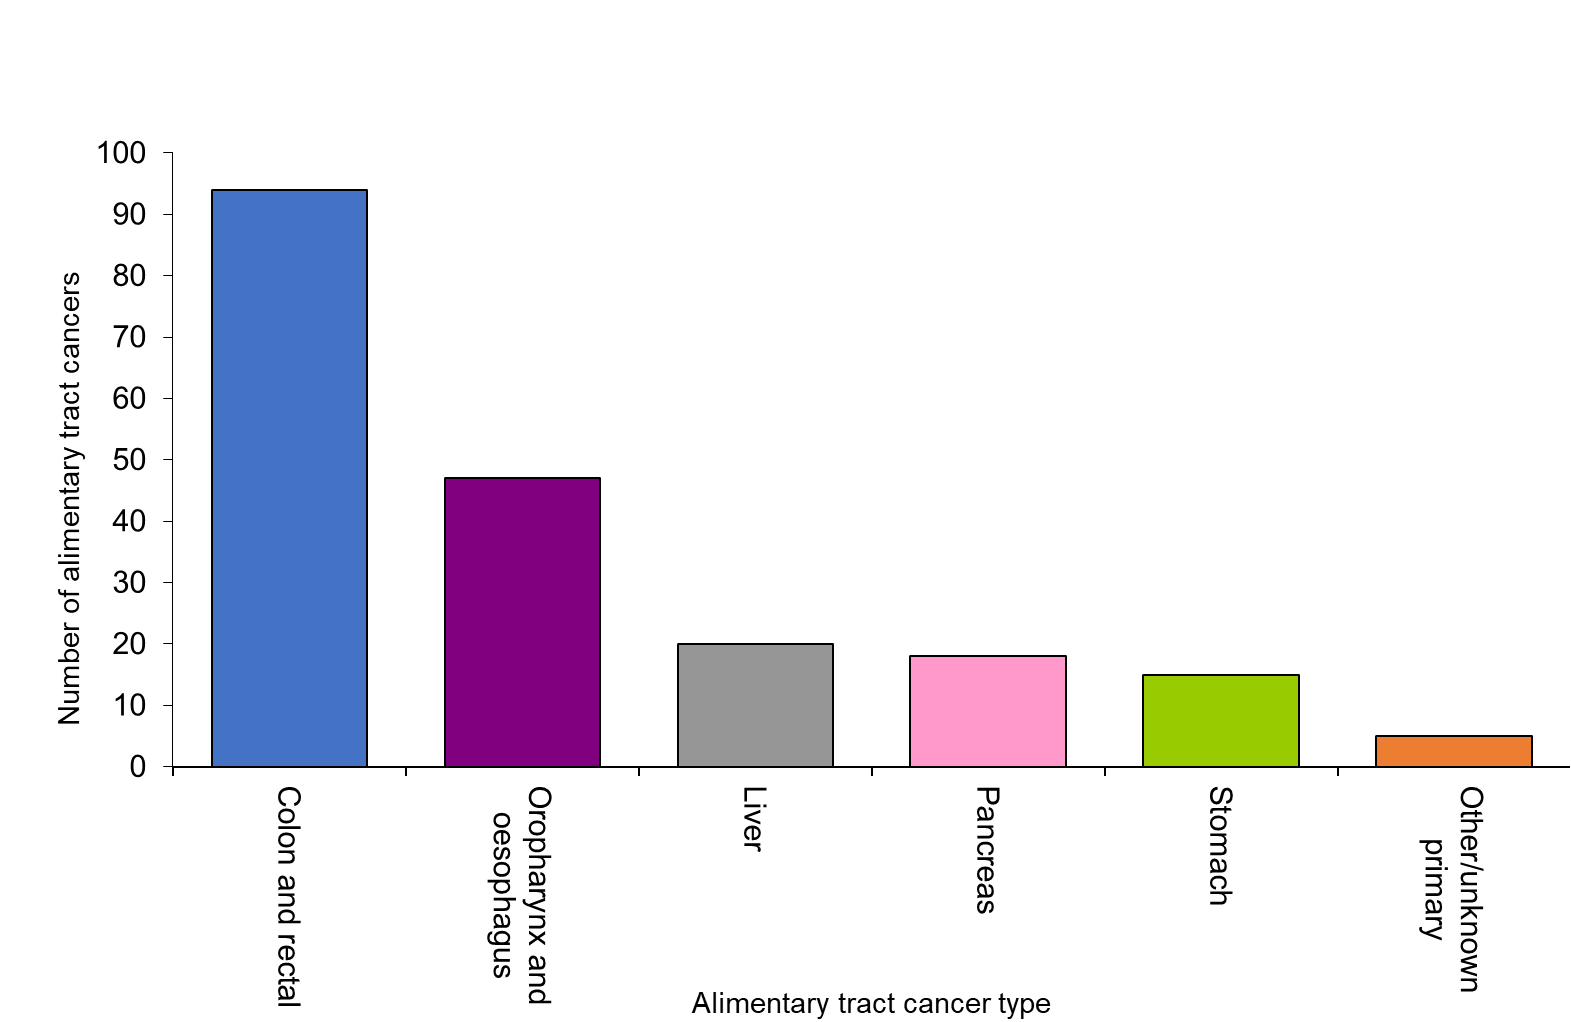 100
90
80
70
60
50
40
30
20
10
0
Number of alimentary tract cancers
Colon and rectal
Oropharynx and
oesophagus
Liver
Pancreas
Stomach
Other/unknown
primary
Alimentary tract cancer type